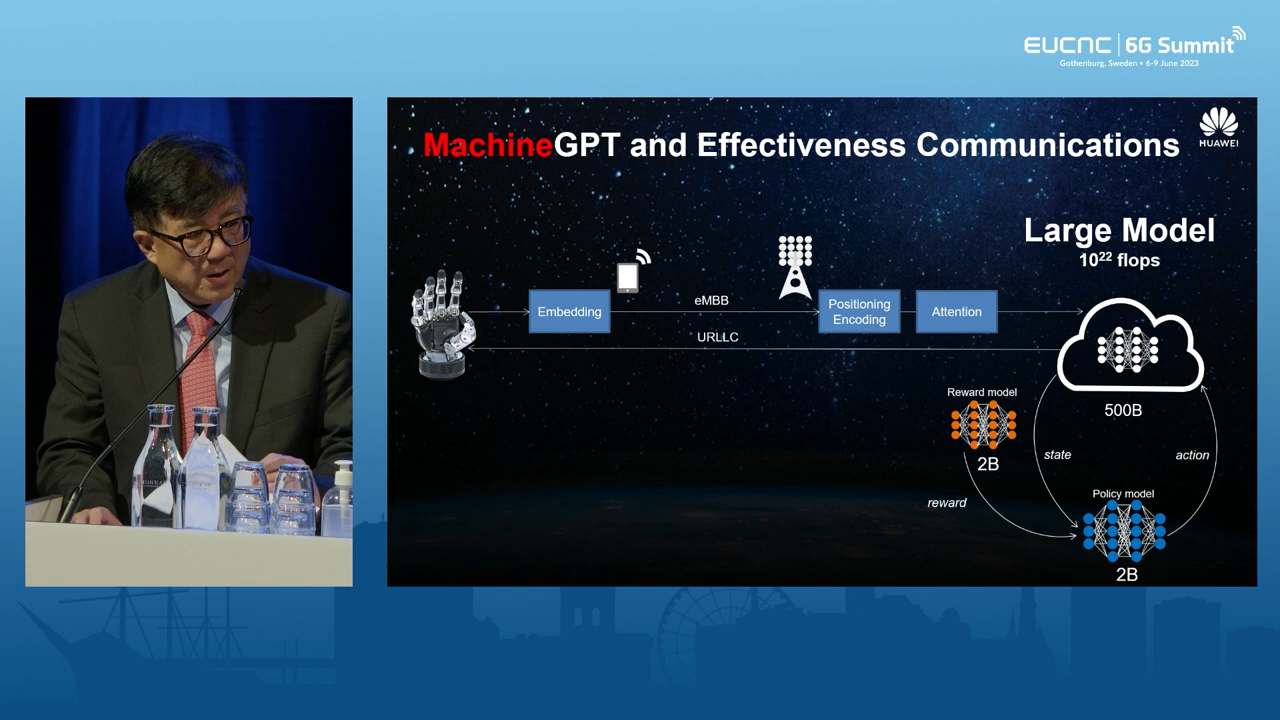 EUCNC | 6G Summit
Gothenburg, Sweden • 6-9 June 2023
MachineGPT and Effectiveness Communications
HUAWEI
Large Model
10²² flops
Embedding
eMBB
URLLC
Positioning
Encoding
Attention
500B
Reward model
2B
reward
state
action
Policy model
2B